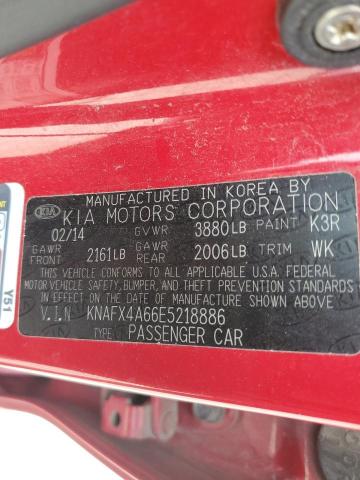 MANUFACTURED IN KOREA BY
KIA KIA MOTORS CORPORATION
02/14 GVWR 3880LB PAINT K3R
GAWR FRONT 2161LB GAWR REAR 2006LB TRIM WK
THIS VEHICLE CONFORMS TO ALL APPLICABLE U.S.A. FEDERAL
MOTOR VEHICLE SAFETY, BUMPER, AND THEFT PREVENTION STANDARDS
IN EFFECT ON THE DATE OF MANUFACTURE SHOWN ABOVE.
V.I.N KNAFX4A66E5218886
TYPE: PASSENGER CAR
Y51